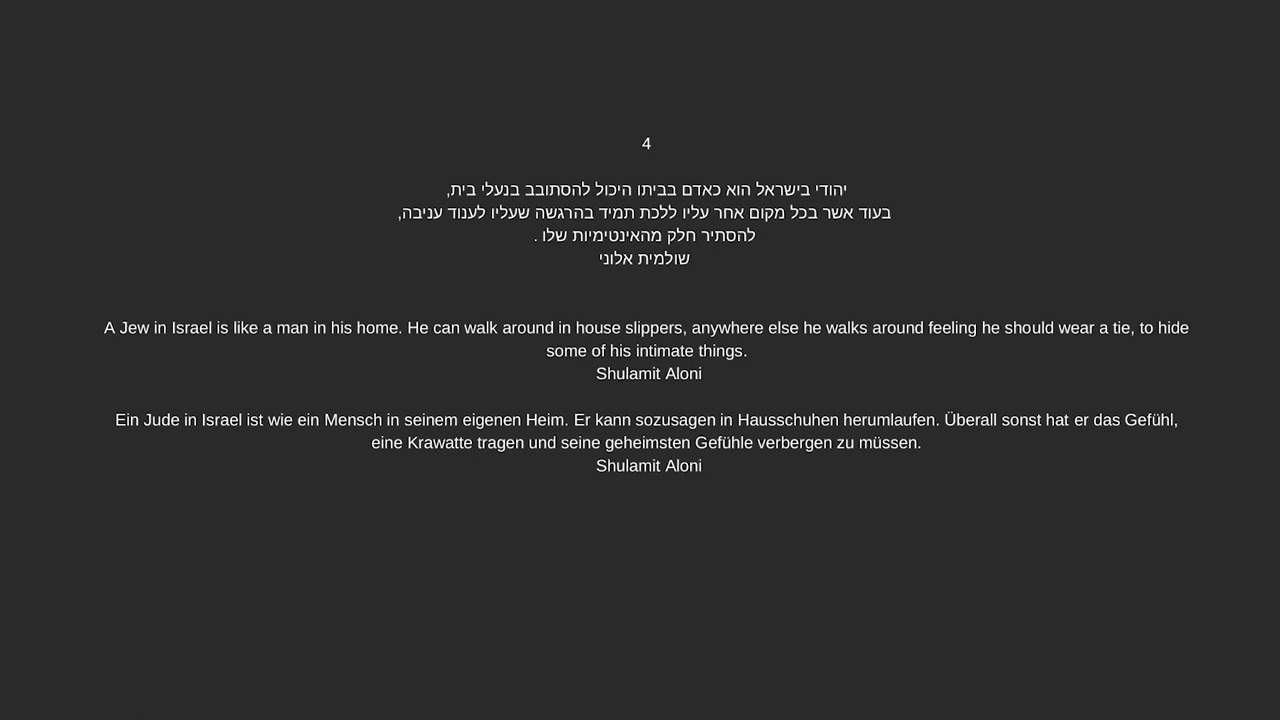 4
יהודי בישראל הוא כאדם בביתו היכול להסתובב בנעלי בית,
בעוד אשר בכל מקום אחר עליו ללכת תמיד בהרגשה שעליו לענוד עניבה,
להסתיר חלק מהאינטימיות שלו .
שולמית אלוני
A Jew in Israel is like a man in his home. He can walk around in house slippers, anywhere else he walks around feeling he should wear a tie, to hide
some of his intimate things.
Shulamit Aloni
Ein Jude in Israel ist wie ein Mensch in seinem eigenen Heim. Er kann sozusagen in Hausschuhen herumlaufen. Überall sonst hat er das Gefühl,
eine Krawatte tragen und seine geheimsten Gefühle verbergen zu müssen.
Shulamit Aloni